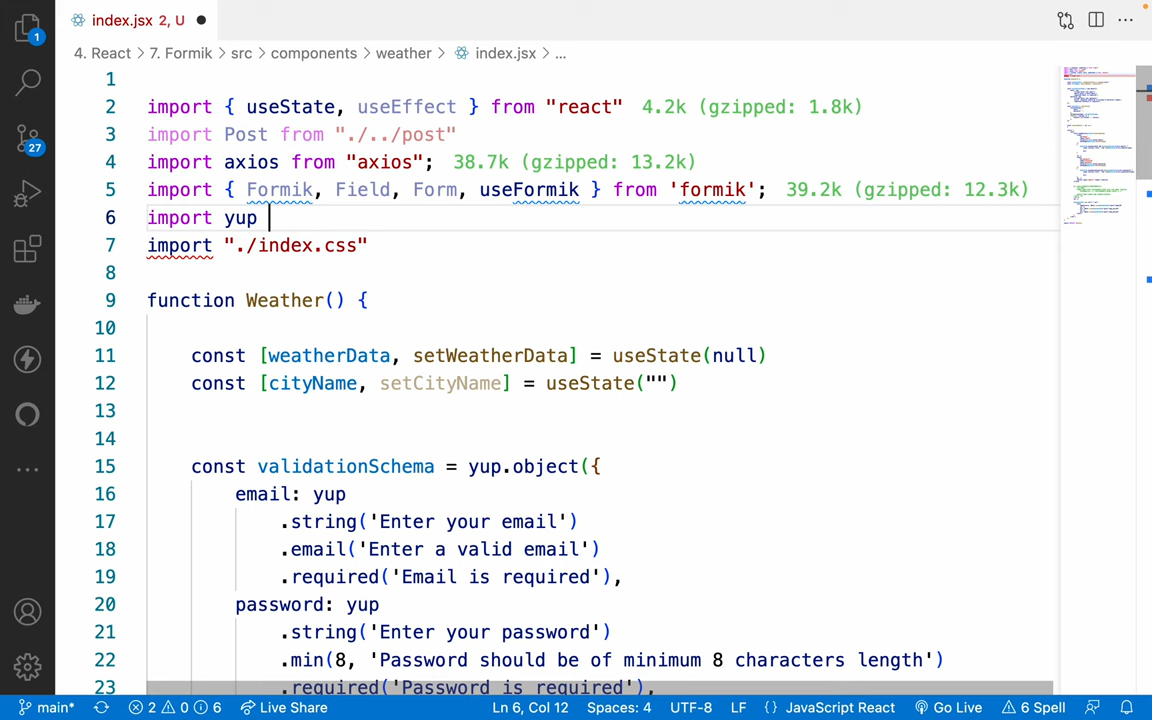 index.jsx 2, U
4. React > 7. Formik > src > components > weather > index.jsx > ...
1
2 import { useState, useEffect } from "react" 4.2k (gzipped: 1.8k)
3 import Post from "./../post"
4 import axios from "axios"; 38.7k (gzipped: 13.2k)
5 import { Formik, Field, Form, useFormik } from 'formik'; 39.2k (gzipped: 12.3k)
6 import yup
7 import "./index.css"
8
9 function Weather() {
10
11 const [weatherData, setWeatherData] = useState(null)
12 const [cityName, setCityName] = useState("")
13
14
15 const validationSchema = yup.object({
16 email: yup
17 .string('Enter your email')
18 .email('Enter a valid email')
19 .required('Email is required'),
20 password: yup
21 .string('Enter your password')
22 .min(8, 'Password should be of minimum 8 characters length')
23 .required('Password is required'),
1
27
main* 2 0 6 Live Share Ln 6, Col 12 Spaces: 4 UTF-8 LF {} JavaScript React Go Live 6 Spell